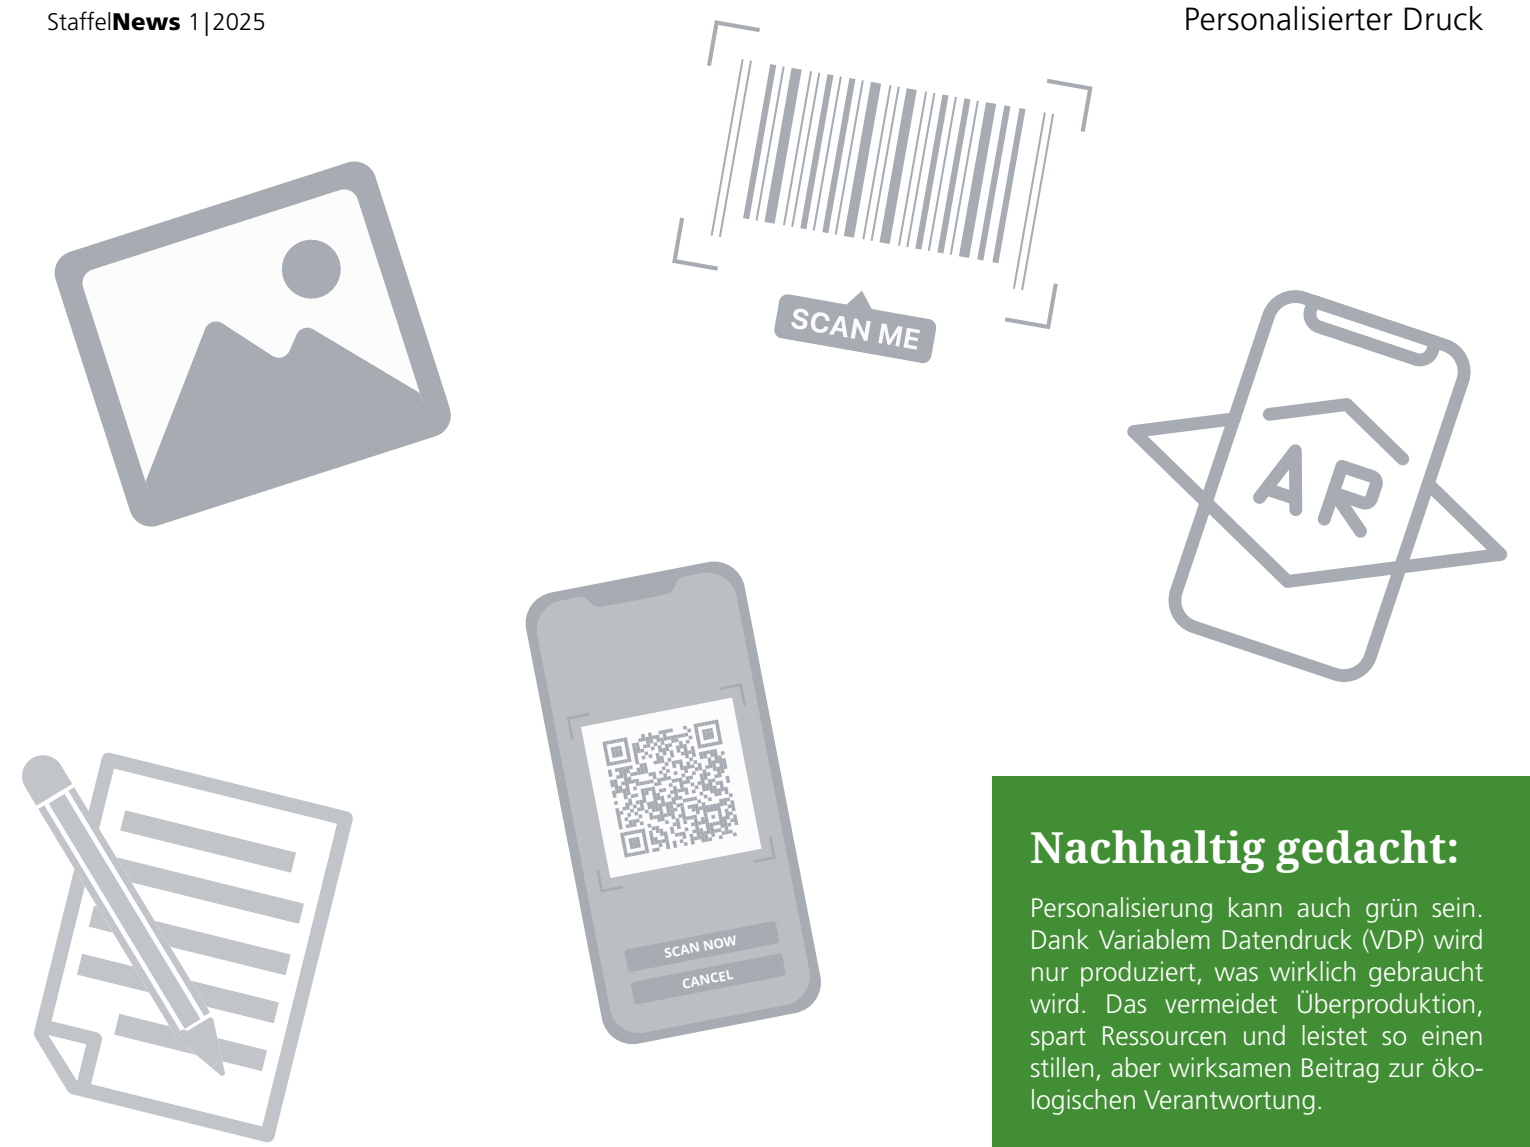 StaffelNews 1|2025
Personalisierter Druck
SCAN ME
AR
SCAN NOW
CANCEL
Nachhaltig gedacht:
Personalisierung kann auch grün sein.
Dank Variablem Datendruck (VDP) wird
nur produziert, was wirklich gebraucht
wird. Das vermeidet Überproduktion,
spart Ressourcen und leistet so einen
stillen, aber wirksamen Beitrag zur öko-
logischen Verantwortung.